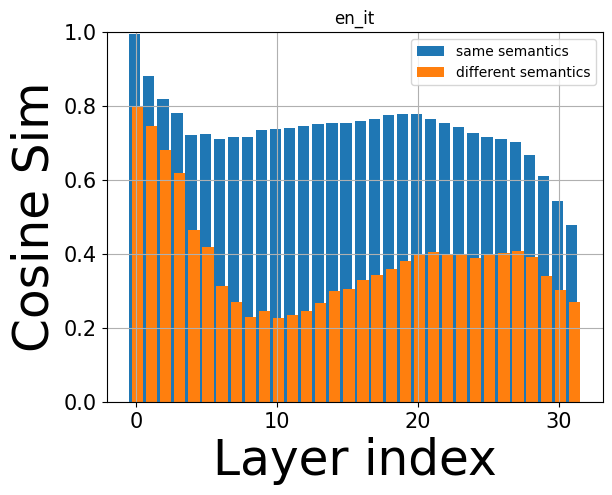 en_it
same semantics
different semantics
1.0
0.8
0.6
0.4
0.2
0.0
Cosine Sim
0 10 20 30
Layer index